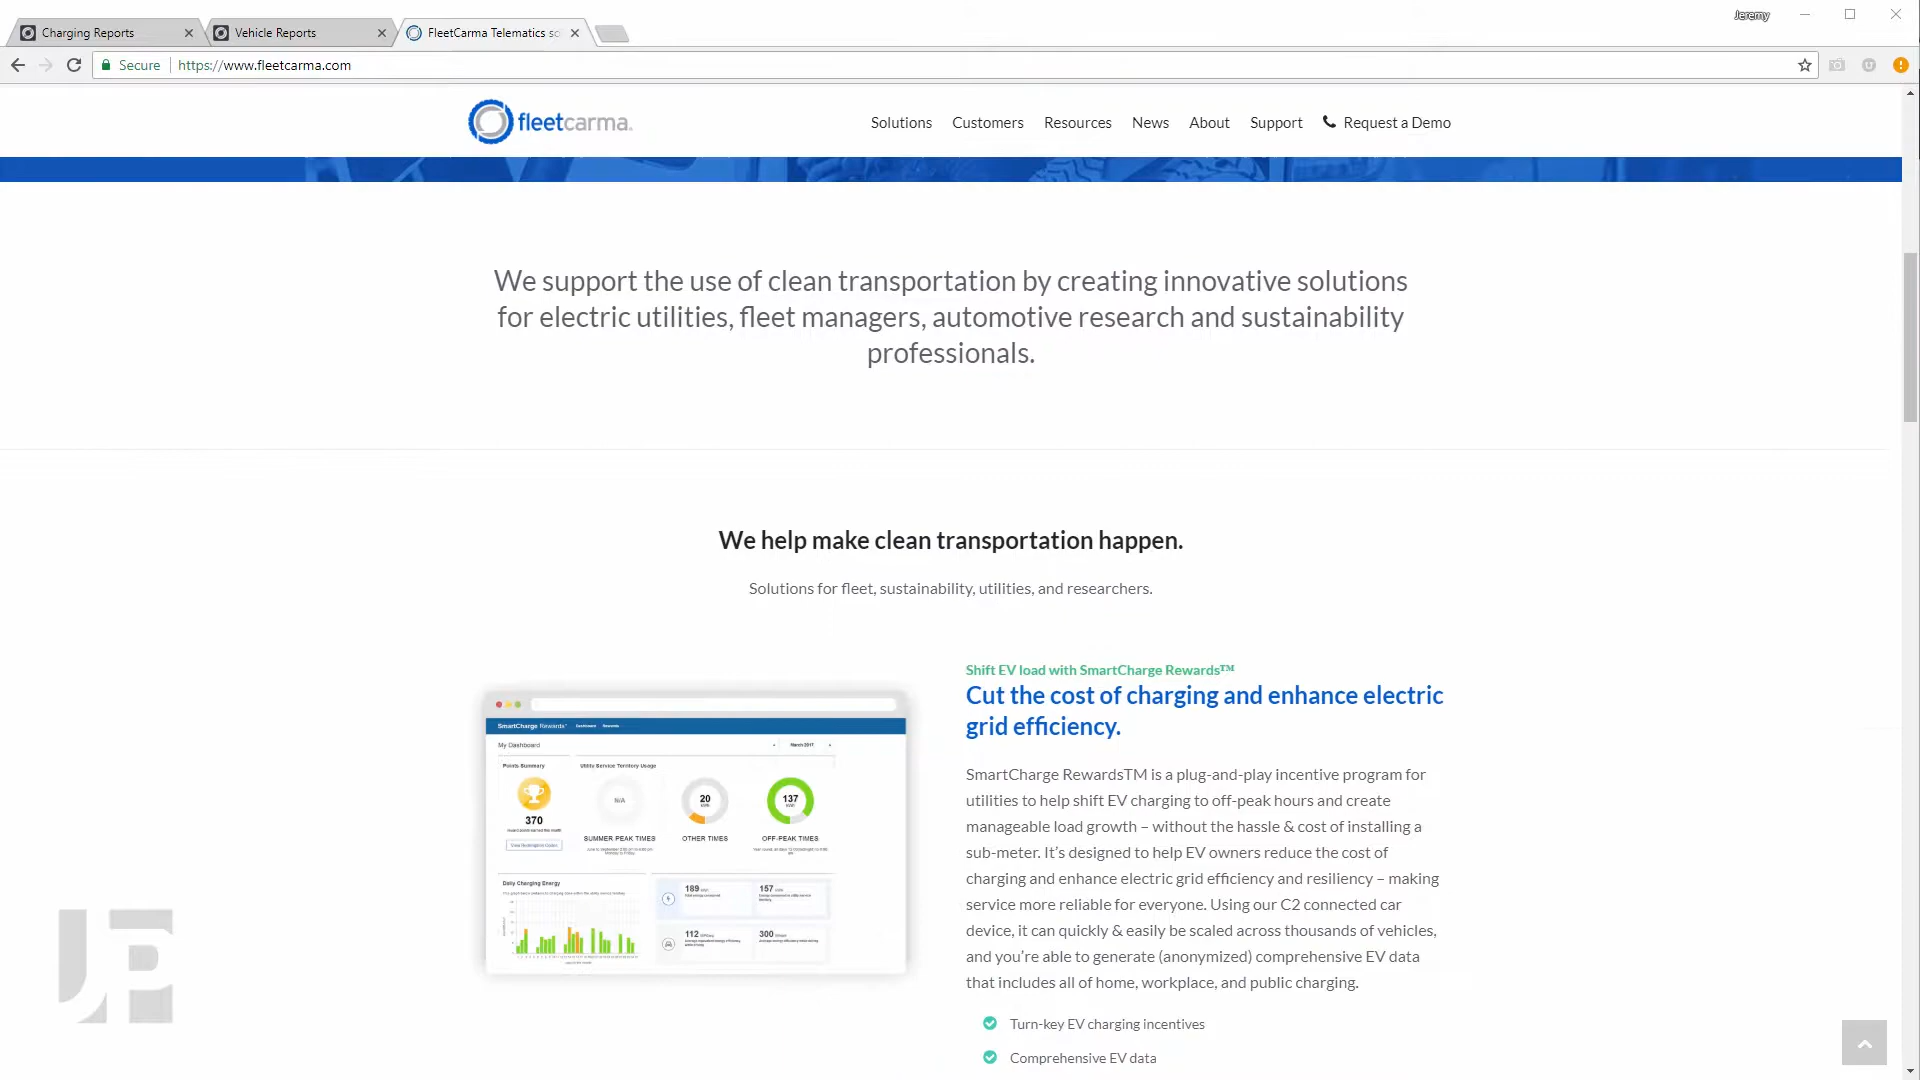 Jeremy
Charging Reports
Vehicle Reports
FleetCarma Telematics so
Secure
https://www.fleetcarma.com
fleetcarma.
Solutions
Customers
Resources
News
About
Support
Request a Demo
We support the use of clean transportation by creating innovative solutions
for electric utilities, fleet managers, automotive research and sustainability
professionals.
We help make clean transportation happen.
Solutions for fleet, sustainability, utilities, and researchers.
Shift EV load with SmartCharge Rewards™
Cut the cost of charging and enhance electric
grid efficiency.
SmartCharge RewardsTM is a plug-and-play incentive program for
utilities to help shift EV charging to off-peak hours and create
manageable load growth – without the hassle & cost of installing a
sub-meter. It’s designed to help EV owners reduce the cost of
charging and enhance electric grid efficiency and resiliency – making
service more reliable for everyone. Using our C2 connected car
device, it can quickly & easily be scaled across thousands of vehicles,
and you’re able to generate (anonymized) comprehensive EV data
that includes all of home, workplace, and public charging.
Turn-key EV charging incentives
Comprehensive EV data
SmartCharge Rewards™
Dashboard
Rewards
My Dashboard
March 2017
Points Summary
Utility Service Territory Usage
370
N/A
20
kWh
137
kWh
SUMMER PEAK TIMES
OTHER TIMES
OFF-PEAK TIMES
Daily Charging Energy
189
157
112
300
JP